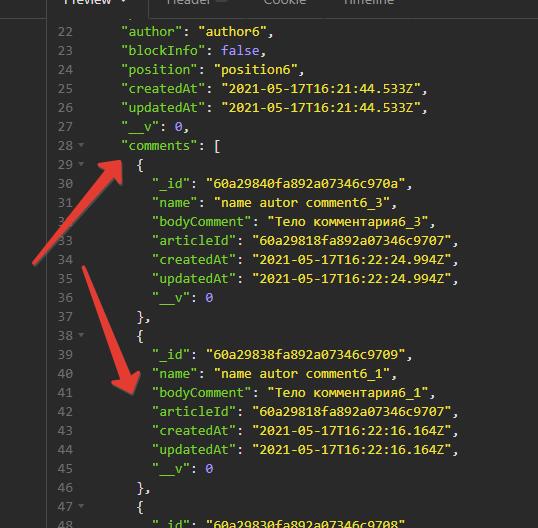 Preview Header Cookie Timeline
22 "author": "author6",
23 "blockInfo": false,
24 "position": "position6",
25 "createdAt": "2021-05-17T16:21:44.533Z",
26 "updatedAt": "2021-05-17T16:21:44.533Z",
27 "__v": 0,
28 "comments": [
29 {
30 "_id": "60a29840fa892a07346c970a",
31 "name": "name autor comment6_3",
32 "bodyComment": "Тело комментария6_3",
33 "articleId": "60a29818fa892a07346c9707",
34 "createdAt": "2021-05-17T16:22:24.994Z",
35 "updatedAt": "2021-05-17T16:22:24.994Z",
36 "__v": 0
37 },
38 {
39 "_id": "60a29838fa892a07346c9709",
40 "name": "name autor comment6_1",
41 "bodyComment": "Тело комментария6_1",
42 "articleId": "60a29818fa892a07346c9707",
43 "createdAt": "2021-05-17T16:22:16.164Z",
44 "updatedAt": "2021-05-17T16:22:16.164Z",
45 "__v": 0
46 },
47 {
48 "_id": "60a29830fa892a07346c9708"